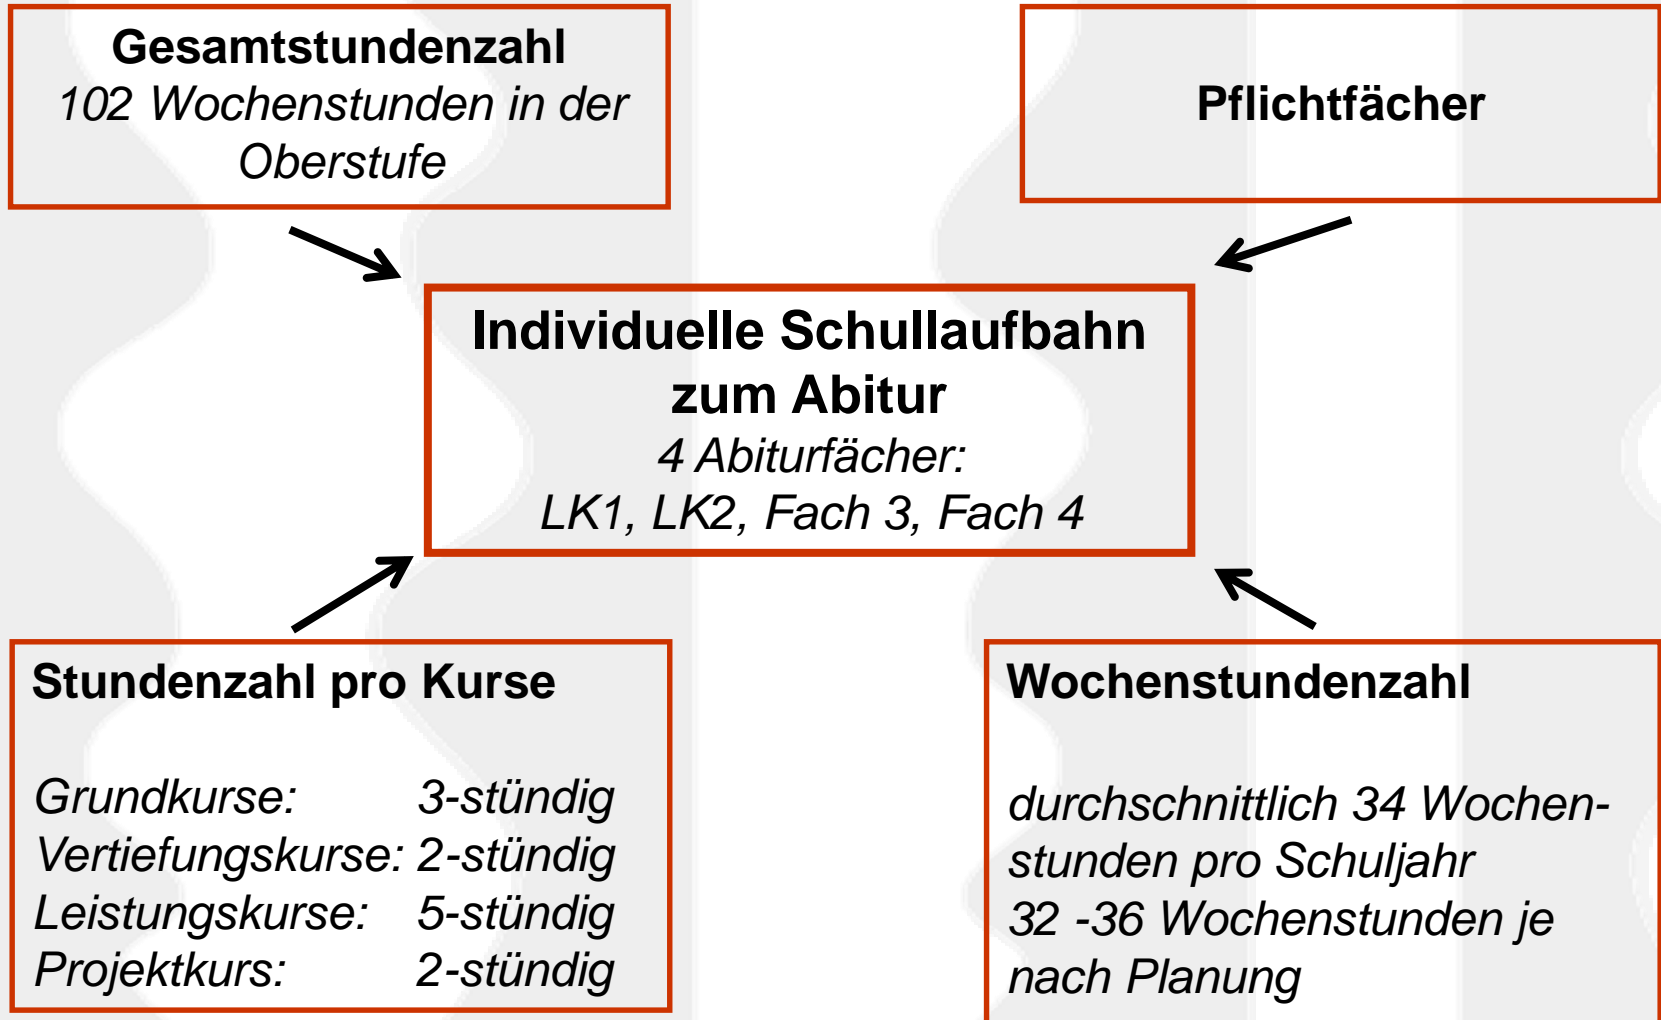 Gesamtstundenzahl
102 Wochenstunden in der
Oberstufe
Pflichtfächer
Individuelle Schullaufbahn
zum Abitur
4 Abiturfächer:
LK1, LK2, Fach 3, Fach 4
Stundenzahl pro Kurse
Grundkurse: 3-stündig
Vertiefungskurse: 2-stündig
Leistungskurse: 5-stündig
Projektkurs: 2-stündig
Wochenstundenzahl
durchschnittlich 34 Wochen-
stunden pro Schuljahr
32 -36 Wochenstunden je
nach Planung